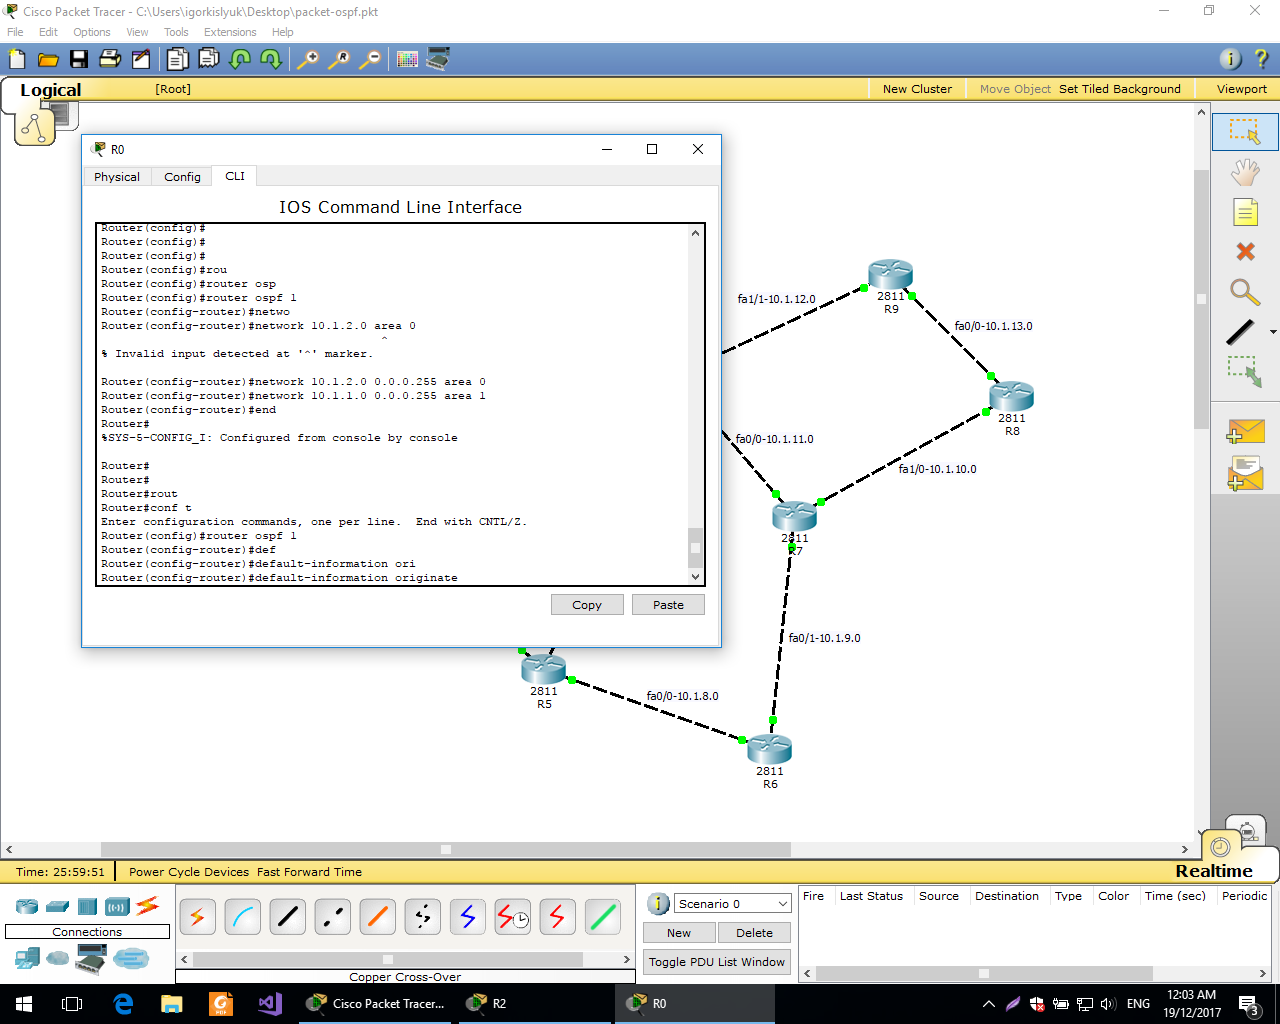 Cisco Packet Tracer - C:\Users\igorkislyuk\Desktop\packet-ospf.pkt
File Edit Options View Tools Extensions Help
Logical [Root] New Cluster Move Object Set Tiled Background Viewport
R0
Physical Config CLI
IOS Command Line Interface
Router(config)#
Router(config)#
Router(config)#
Router(config)#rou
Router(config)#router osp
Router(config)#router ospf 1
Router(config-router)#netwo
Router(config-router)#network 10.1.2.0 area 0
^
% Invalid input detected at '^' marker.
Router(config-router)#network 10.1.2.0 0.0.0.255 area 0
Router(config-router)#network 10.1.1.0 0.0.0.255 area 1
Router(config-router)#end
Router#
%SYS-5-CONFIG_I: Configured from console by console
Router#
Router#
Router#rout
Router#conf t
Enter configuration commands, one per line.  End with CNTL/Z.
Router(config)#router ospf 1
Router(config-router)#def
Router(config-router)#default-information ori
Router(config-router)#default-information originate
Copy Paste
fa1/1-10.1.12.0
2811
R9
fa0/0-10.1.13.0
2811
R8
fa0/0-10.1.11.0
fa1/0-10.1.10.0
2811
R7
fa0/1-10.1.9.0
2811
R5
fa0/0-10.1.8.0
2811
R6
Time: 25:59:51 Power Cycle Devices Fast Forward Time Realtime
Connections
Copper Cross-Over
Scenario 0
New Delete
Toggle PDU List Window
Fire Last Status Source Destination Type Color Time (sec) Periodic
Cisco Packet Tracer... R2 R0
ENG
12:03 AM
19/12/2017
3